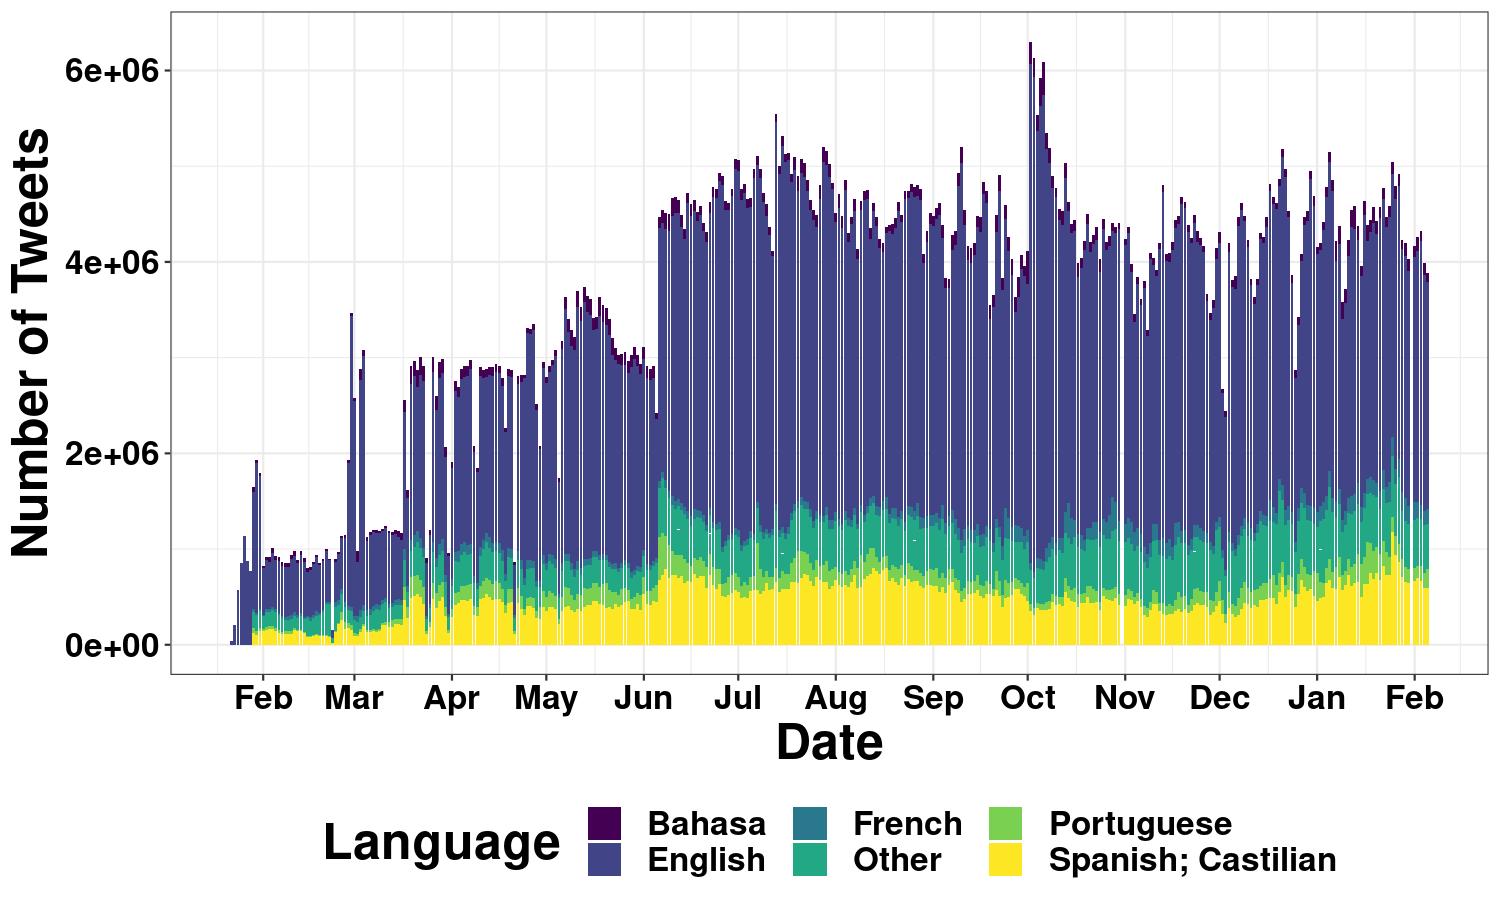 Number of Tweets
6e+06
4e+06
2e+06
0e+00
Feb Mar Apr May Jun Jul Aug Sep Oct Nov Dec Jan Feb
Date
Language
Bahasa French Portuguese
English Other Spanish; Castilian